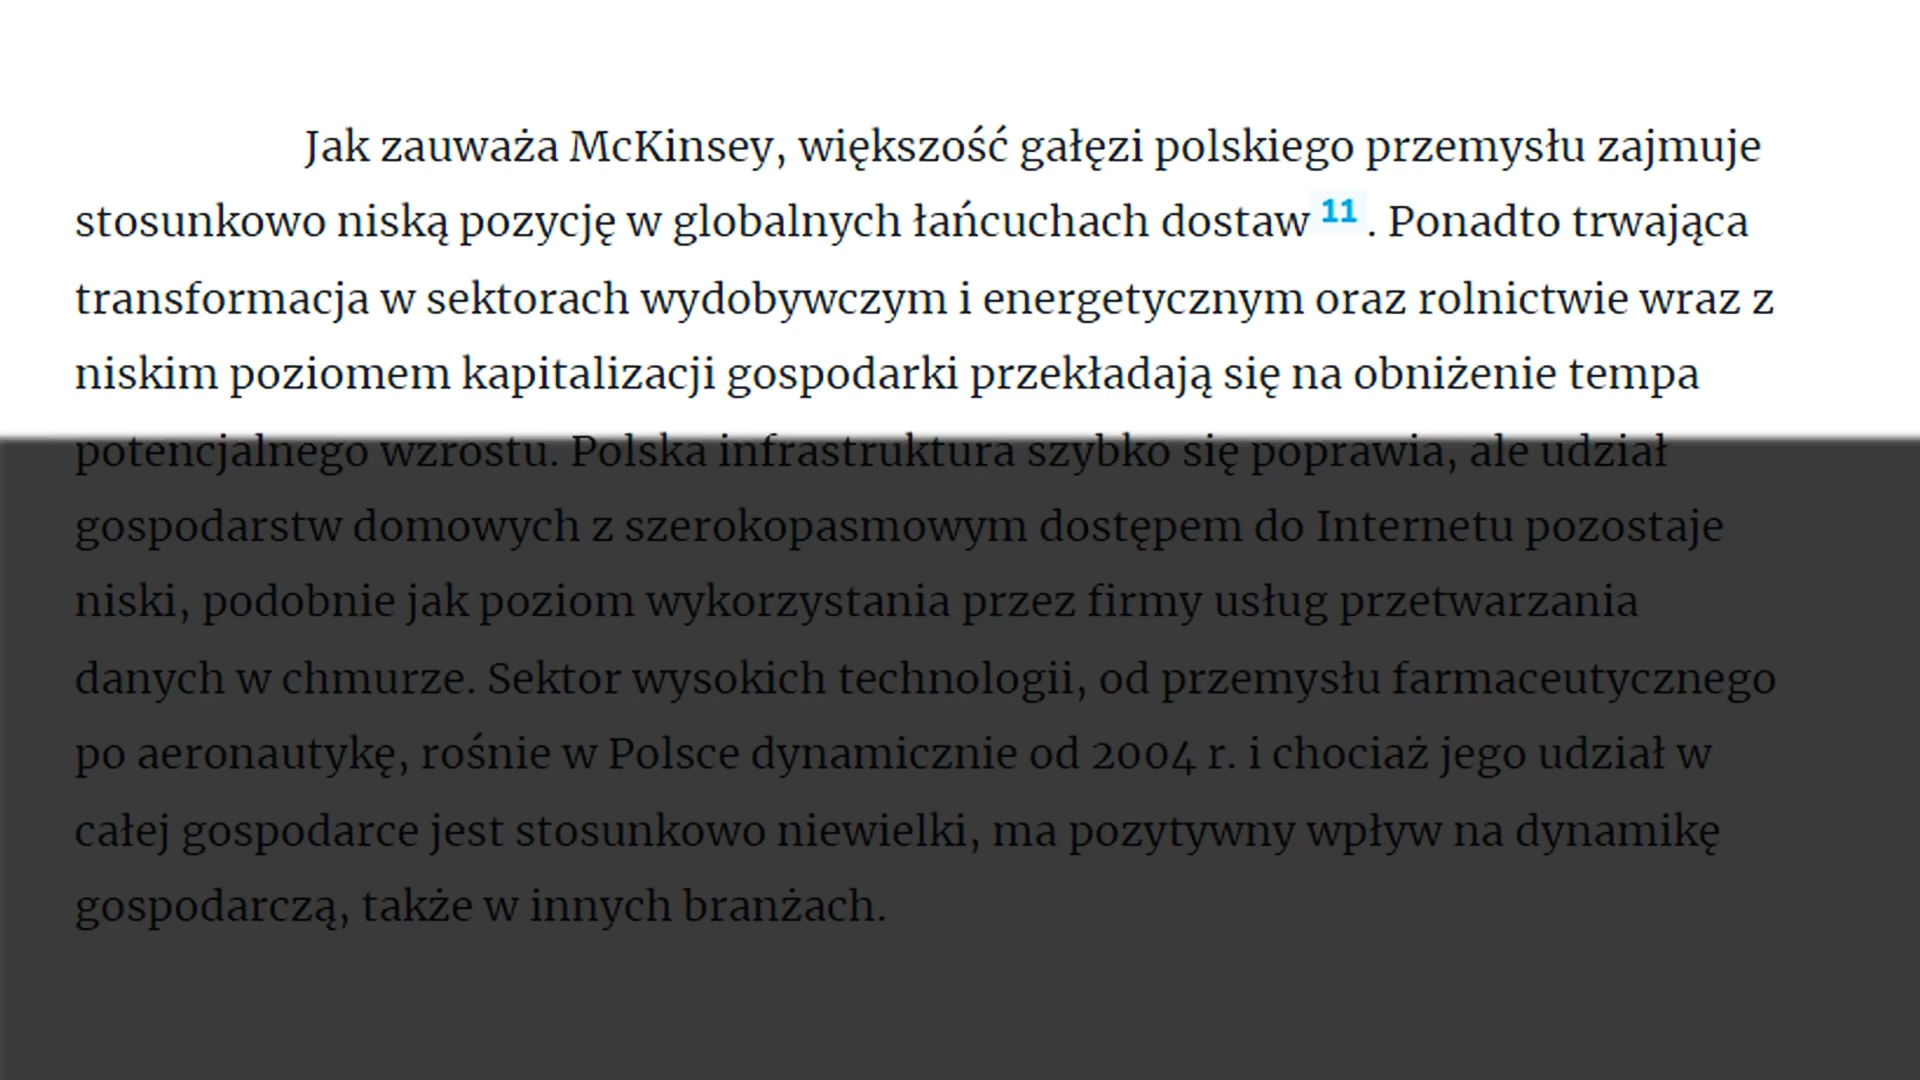 Jak zauważa McKinsey, większość gałęzi polskiego przemysłu zajmuje
stosunkowo niską pozycję w globalnych łańcuchach dostaw 11 . Ponadto trwająca
transformacja w sektorach wydobywczym i energetycznym oraz rolnictwie wraz z
niskim poziomem kapitalizacji gospodarki przekładają się na obniżenie tempa
potencjalnego wzrostu. Polska infrastruktura szybko się poprawia, ale udział
gospodarstw domowych z szerokopasmowym dostępem do Internetu pozostaje
niski, podobnie jak poziom wykorzystania przez firmy usług przetwarzania
danych w chmurze. Sektor wysokich technologii, od przemysłu farmaceutycznego
po aeronautykę, rośnie w Polsce dynamicznie od 2004 r. i chociaż jego udział w
całej gospodarce jest stosunkowo niewielki, ma pozytywny wpływ na dynamikę
gospodarczą, także w innych branżach.